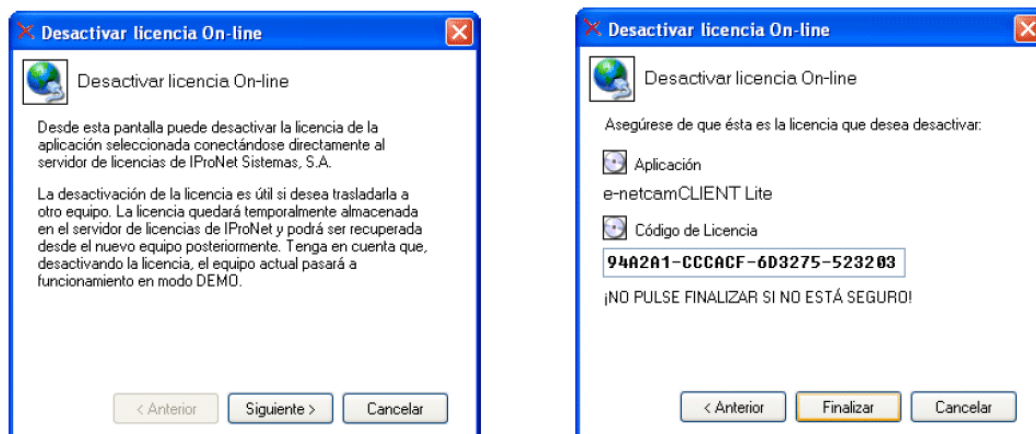 Desactivar licencia On-line
Desactivar licencia On-line
Desde esta pantalla puede desactivar la licencia de la
aplicación seleccionada conectándose directamente al
servidor de licencias de IProNet Sistemas, S.A.
La desactivación de la licencia es útil si desea trasladarla a
otro equipo. La licencia quedará temporalmente almacenada
en el servidor de licencias de IProNet y podrá ser recuperada
desde el nuevo equipo posteriormente. Tenga en cuenta que,
desactivando la licencia, el equipo actual pasará a
funcionamiento en modo DEMO.
< Anterior
Siguiente >
Cancelar
Desactivar licencia On-line
Desactivar licencia On-line
Asegúrese de que ésta es la licencia que desea desactivar:
Aplicación
e-netcamCLIENT Lite
Código de Licencia
94A2A1-CCCACF-6D3275-523203
¡NO PULSE FINALIZAR SI NO ESTÁ SEGURO!
< Anterior
Finalizar
Cancelar